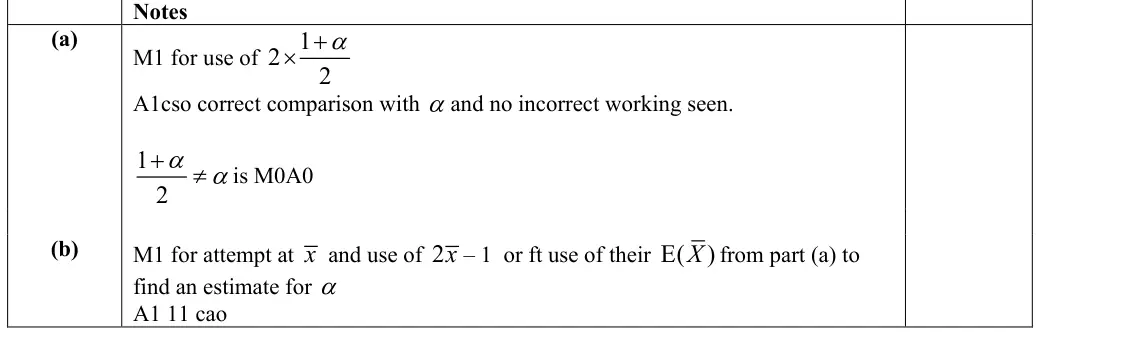 Notes
(a)
M1 for use of 2 × (1+α)/2
A1cso correct comparison with α and no incorrect working seen.
(1+α)/2 ≠ α is M0A0
(b)
M1 for attempt at x̅ and use of 2x̅ – 1 or ft use of their E(X̅) from part (a) to
find an estimate for α
A1 11 cao